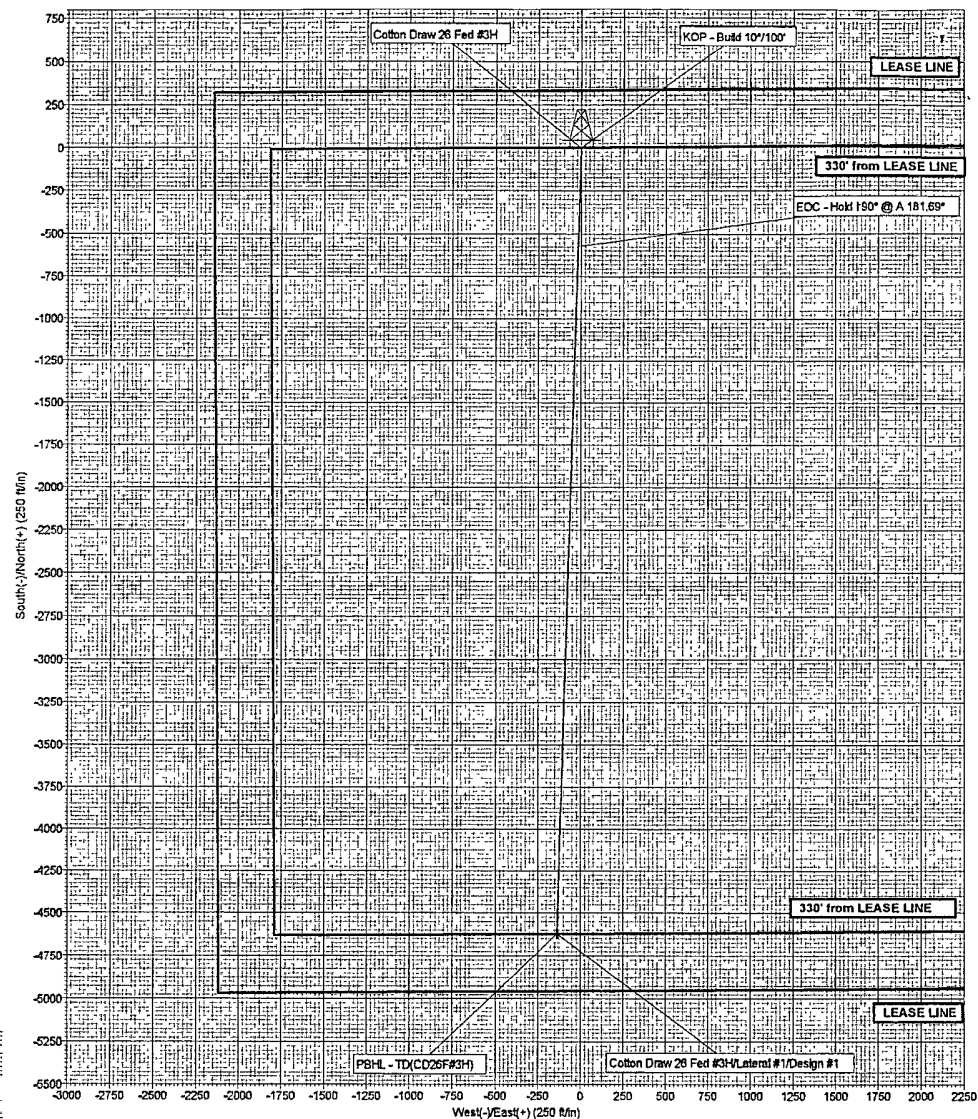 750
Cotton Draw 26 Fed #3H
KOP - Build 10°/100'
500
LEASE LINE
250
0
330' from LEASE LINE
-250
EOC - Hold I 90° @ A 181.69°
-500
-750
-1000
-1250
-1500
-1750
-2000
-2250
-2500
-2750
-3000
-3250
-3500
-3750
-4000
-4250
-4500
330' from LEASE LINE
-4750
-5000
LEASE LINE
-5250
PBHL - TD(CD26F#3H)
Cotton Draw 26 Fed #3H/Lateral #1/Design #1
-5500
South(-)/North(+) (250 ft/in)
-3000 -2750 -2500 -2250 -2000 -1750 -1500 -1250 -1000 -750 -500 -250 0 250 500 750 1000 1250 1500 1750 2000 2250
West(-)/East(+) (250 ft/in)